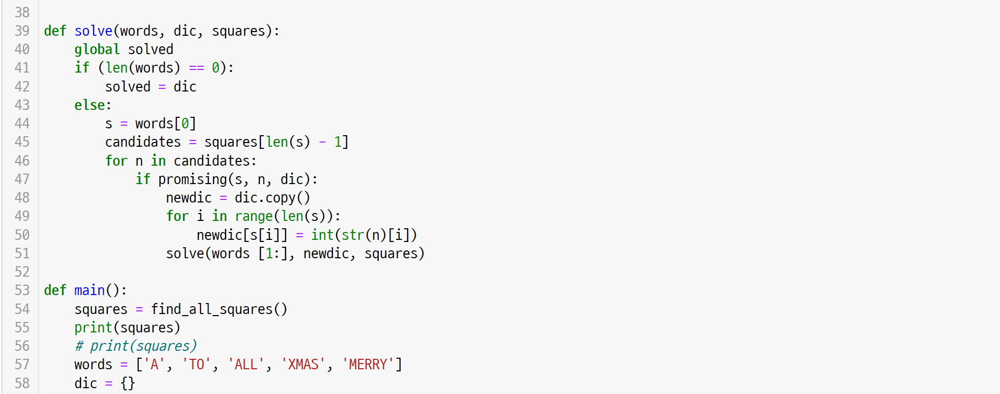 38
39 def solve(words, dic, squares):
40     global solved
41     if (len(words) == 0):
42         solved = dic
43     else:
44         s = words[0]
45         candidates = squares[len(s) - 1]
46         for n in candidates:
47             if promising(s, n, dic):
48                 newdic = dic.copy()
49                 for i in range(len(s)):
50                     newdic[s[i]] = int(str(n)[i])
51                 solve(words [1:], newdic, squares)
52
53 def main():
54     squares = find_all_squares()
55     print(squares)
56     # print(squares)
57     words = ['A', 'TO', 'ALL', 'XMAS', 'MERRY']
58     dic = {}